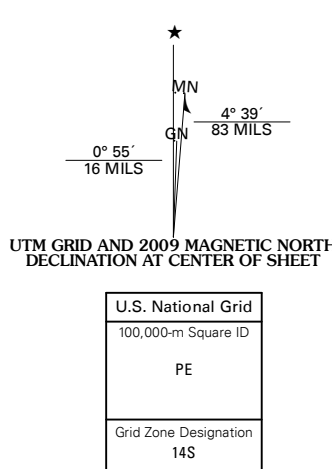 ★
MN
4° 39´
83 MILS
GN
0° 55´
16 MILS
UTM GRID AND 2009 MAGNETIC NORTH
DECLINATION AT CENTER OF SHEET
U.S. National Grid
100,000-m Square ID
PE
Grid Zone Designation
14S